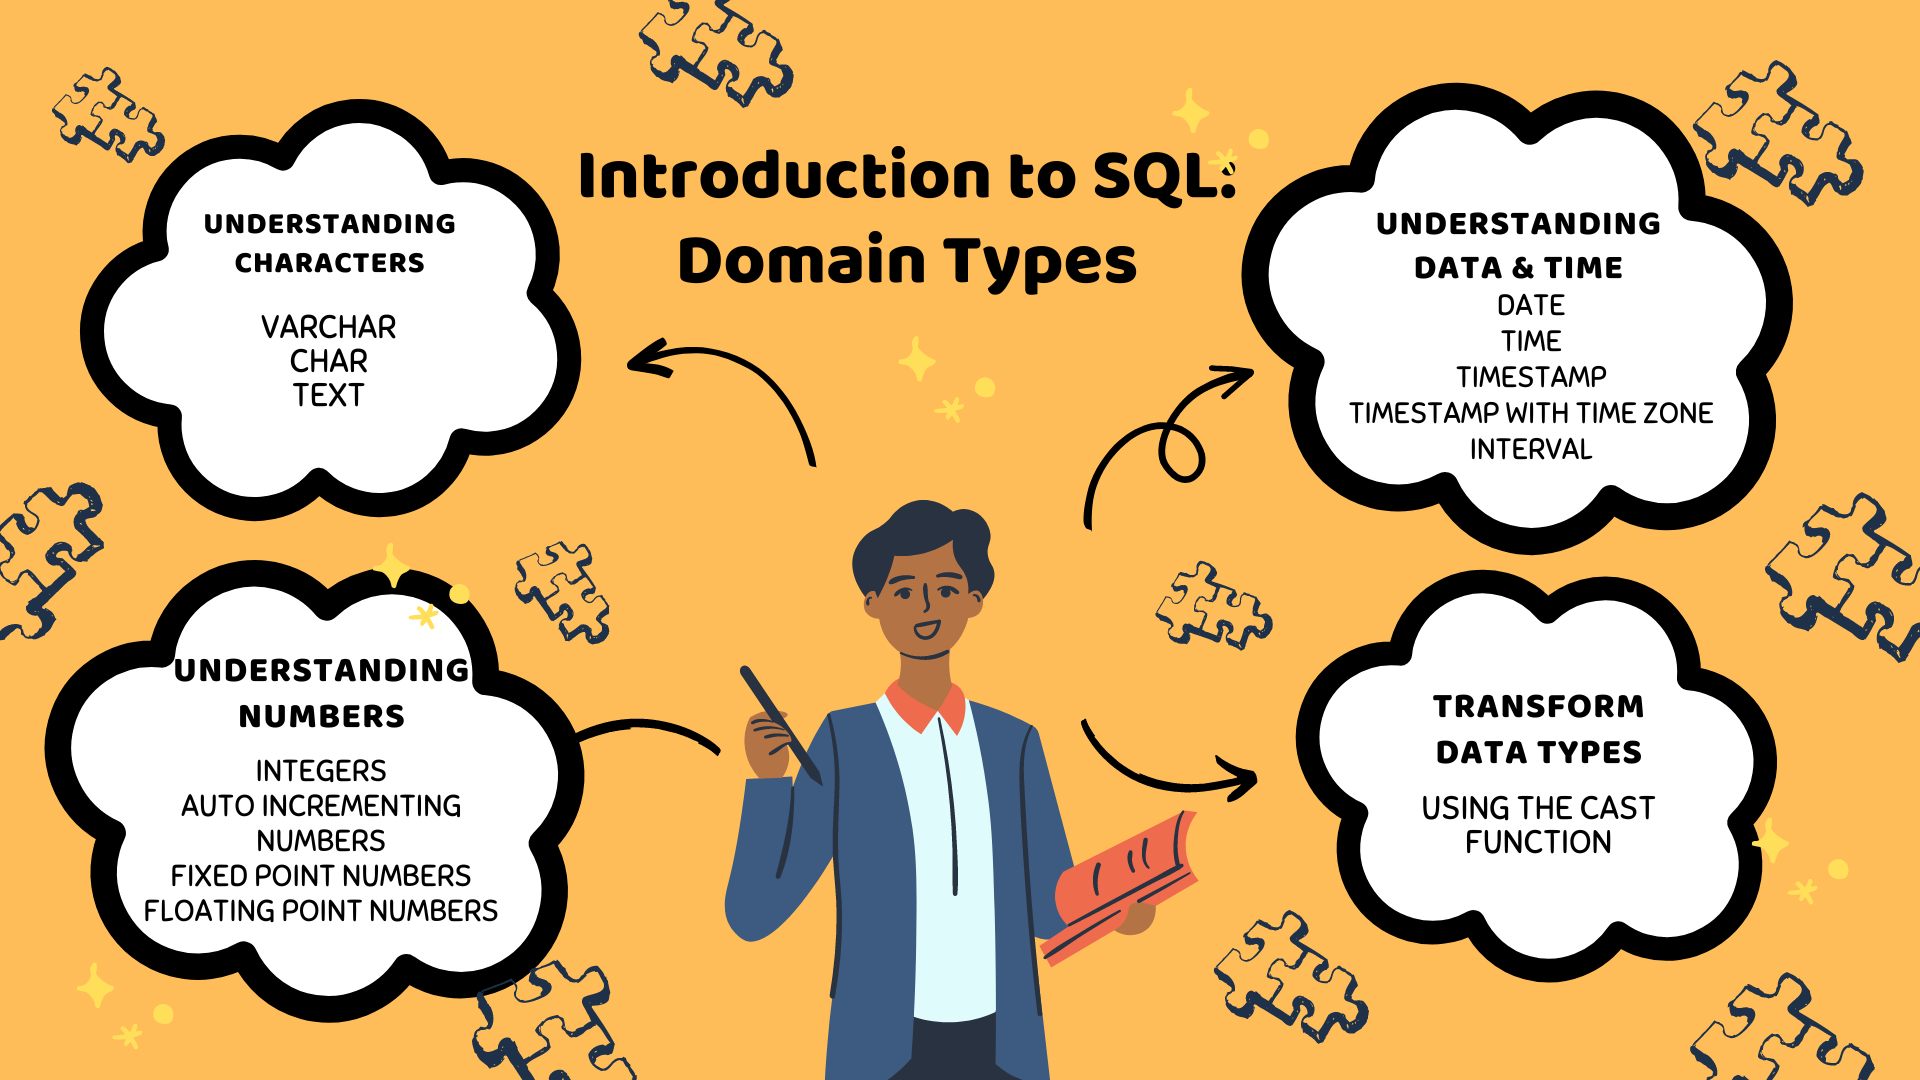 Introduction to SQL:
Domain Types
UNDERSTANDING
CHARACTERS
VARCHAR
CHAR
TEXT
UNDERSTANDING
DATA & TIME
DATE
TIME
TIMESTAMP
TIMESTAMP WITH TIME ZONE
INTERVAL
UNDERSTANDING
NUMBERS
INTEGERS
AUTO INCREMENTING
NUMBERS
FIXED POINT NUMBERS
FLOATING POINT NUMBERS
TRANSFORM
DATA TYPES
USING THE CAST
FUNCTION